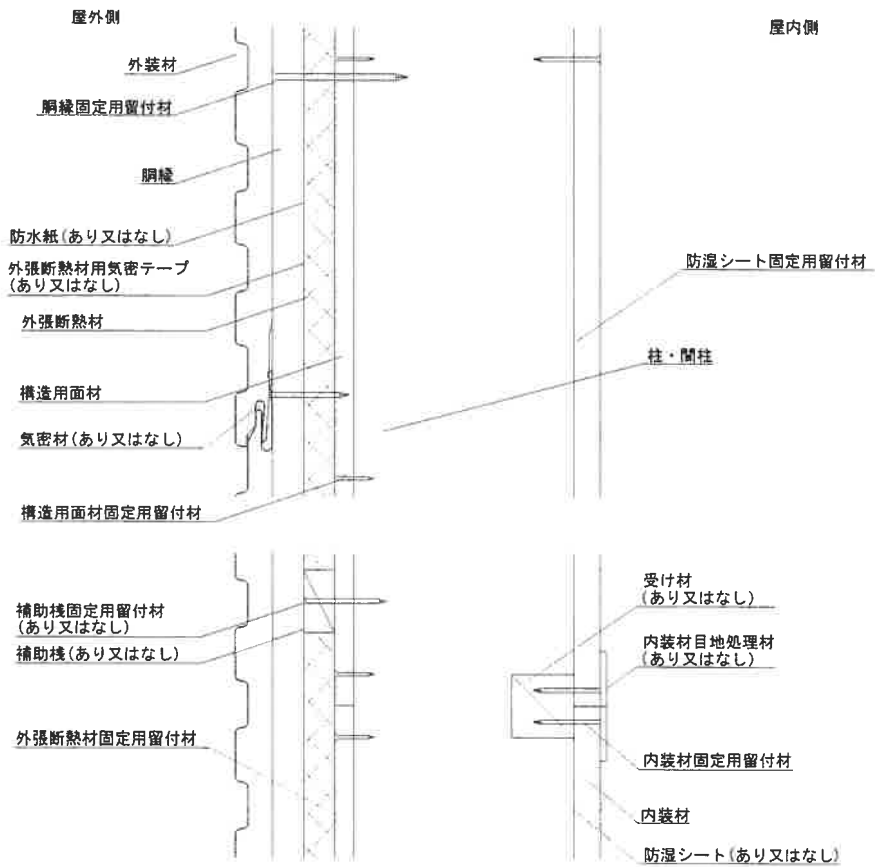 屋外側
屋内側
外装材
胴縁固定用留付材
胴縁
防水紙(あり又はなし)
外張断熱材用気密テープ
(あり又はなし)
外張断熱材
構造用面材
気密材(あり又はなし)
構造用面材固定用留付材
防湿シート固定用留付材
柱・間柱
補助桟固定用留付材
(あり又はなし)
補助桟(あり又はなし)
外張断熱材固定用留付材
受け材
(あり又はなし)
内装材目地処理材
(あり又はなし)
内装材固定用留付材
内装材
防湿シート(あり又はなし)